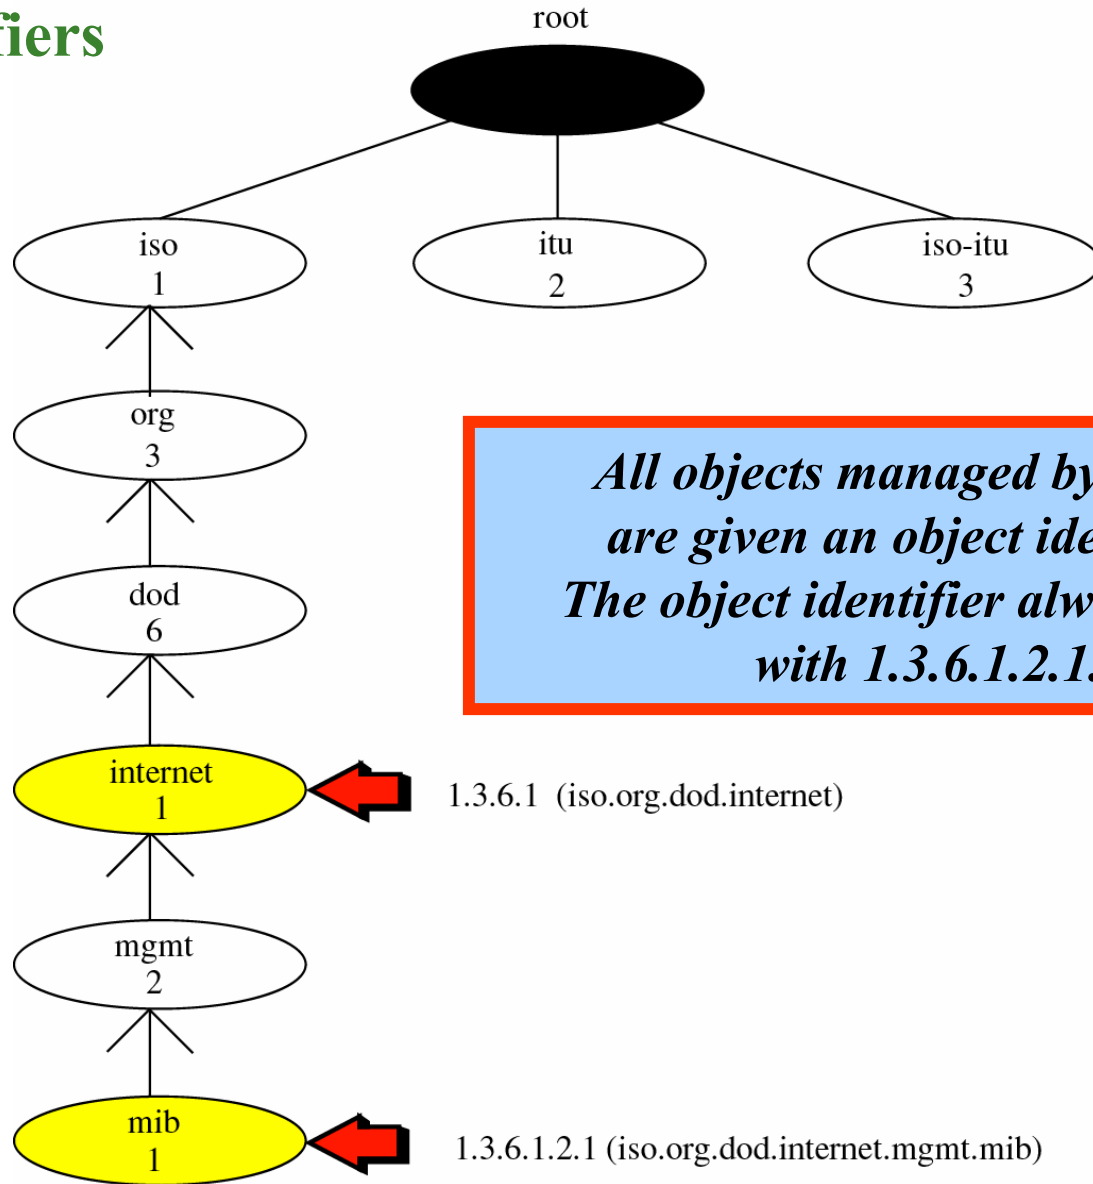 fiers
root
iso
1
itu
2
iso-itu
3
org
3
All objects managed by
are given an object ide
The object identifier alw
with 1.3.6.1.2.1.
dod
6
internet
1
1.3.6.1 (iso.org.dod.internet)
mgmt
2
mib
1
1.3.6.1.2.1 (iso.org.dod.internet.mgmt.mib)